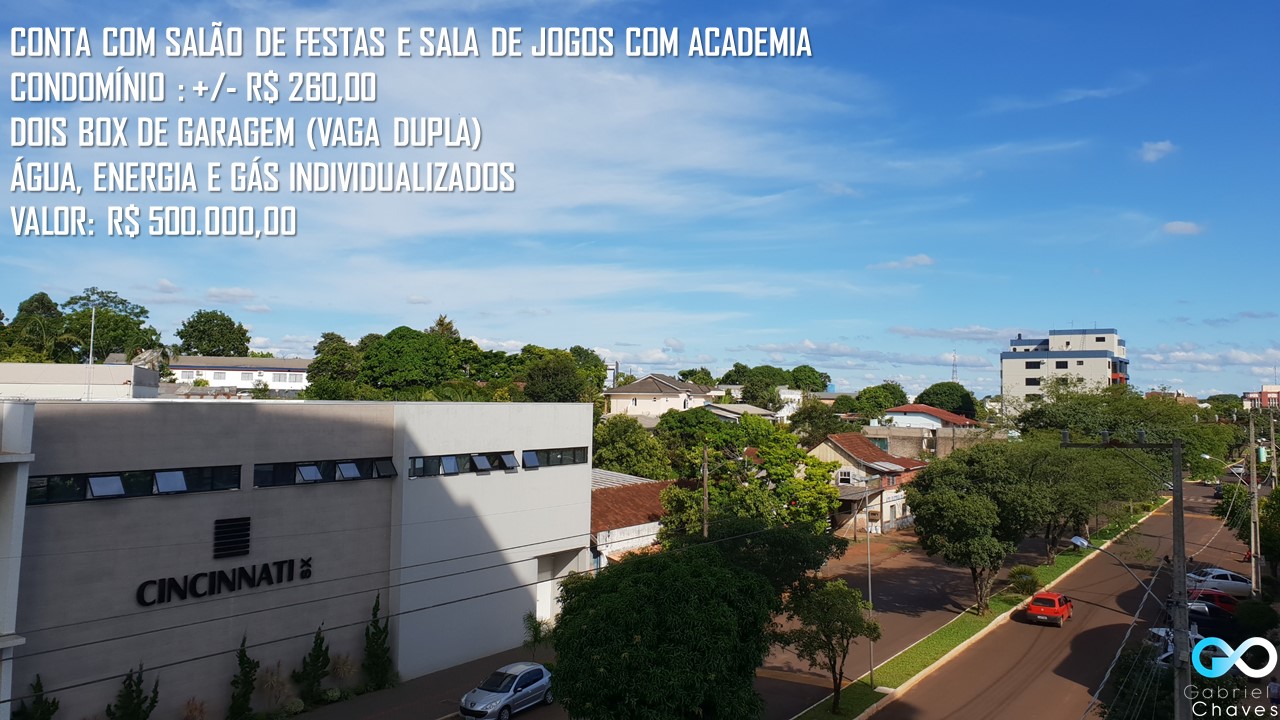 CONTA COM SALÃO DE FESTAS E SALA DE JOGOS COM ACADEMIA
CONDOMÍNIO : +/- R$ 260,00
DOIS BOX DE GARAGEM (VAGA DUPLA)
ÁGUA, ENERGIA E GÁS INDIVIDUALIZADOS
VALOR: R$ 500.000,00
CINCINNATI
Gabriel
Chaves